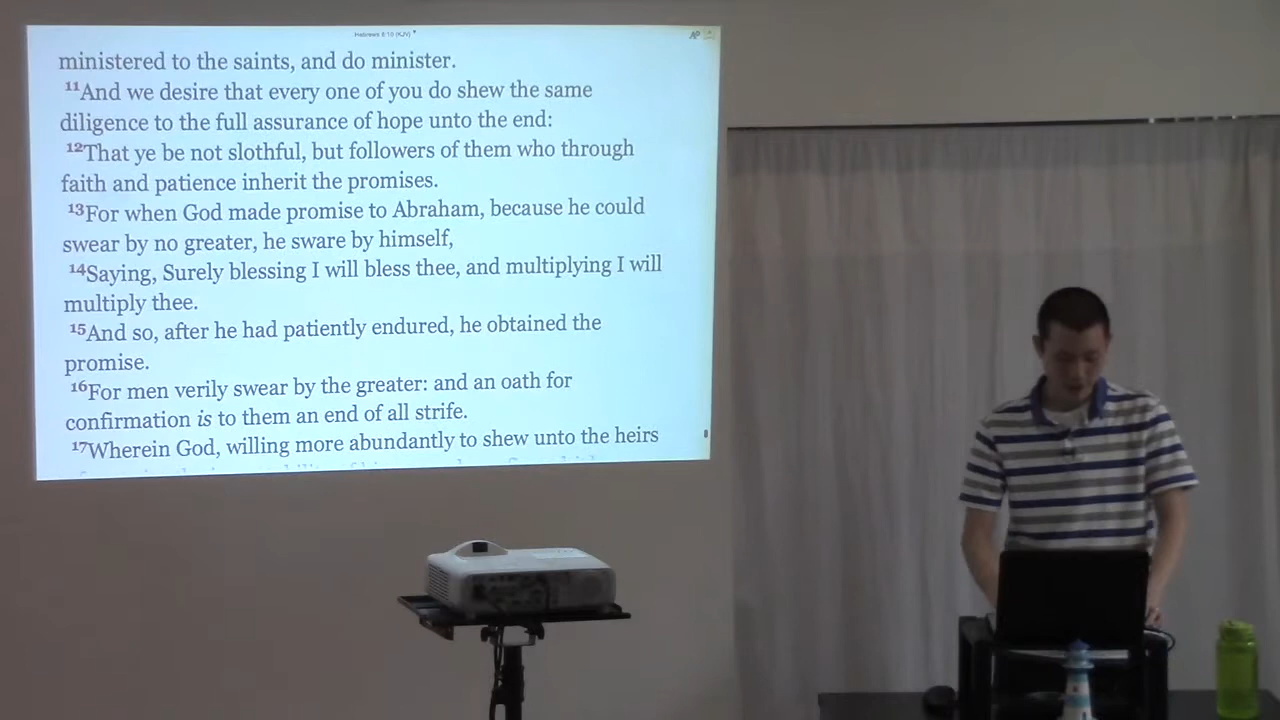 Hebrews 6:10 (KJV)
ministered to the saints, and do minister.
11And we desire that every one of you do shew the same
diligence to the full assurance of hope unto the end:
12That ye be not slothful, but followers of them who through
faith and patience inherit the promises.
13For when God made promise to Abraham, because he could
swear by no greater, he sware by himself,
14Saying, Surely blessing I will bless thee, and multiplying I will
multiply thee.
15And so, after he had patiently endured, he obtained the
promise.
16For men verily swear by the greater: and an oath for
confirmation is to them an end of all strife.
17Wherein God, willing more abundantly to shew unto the heirs